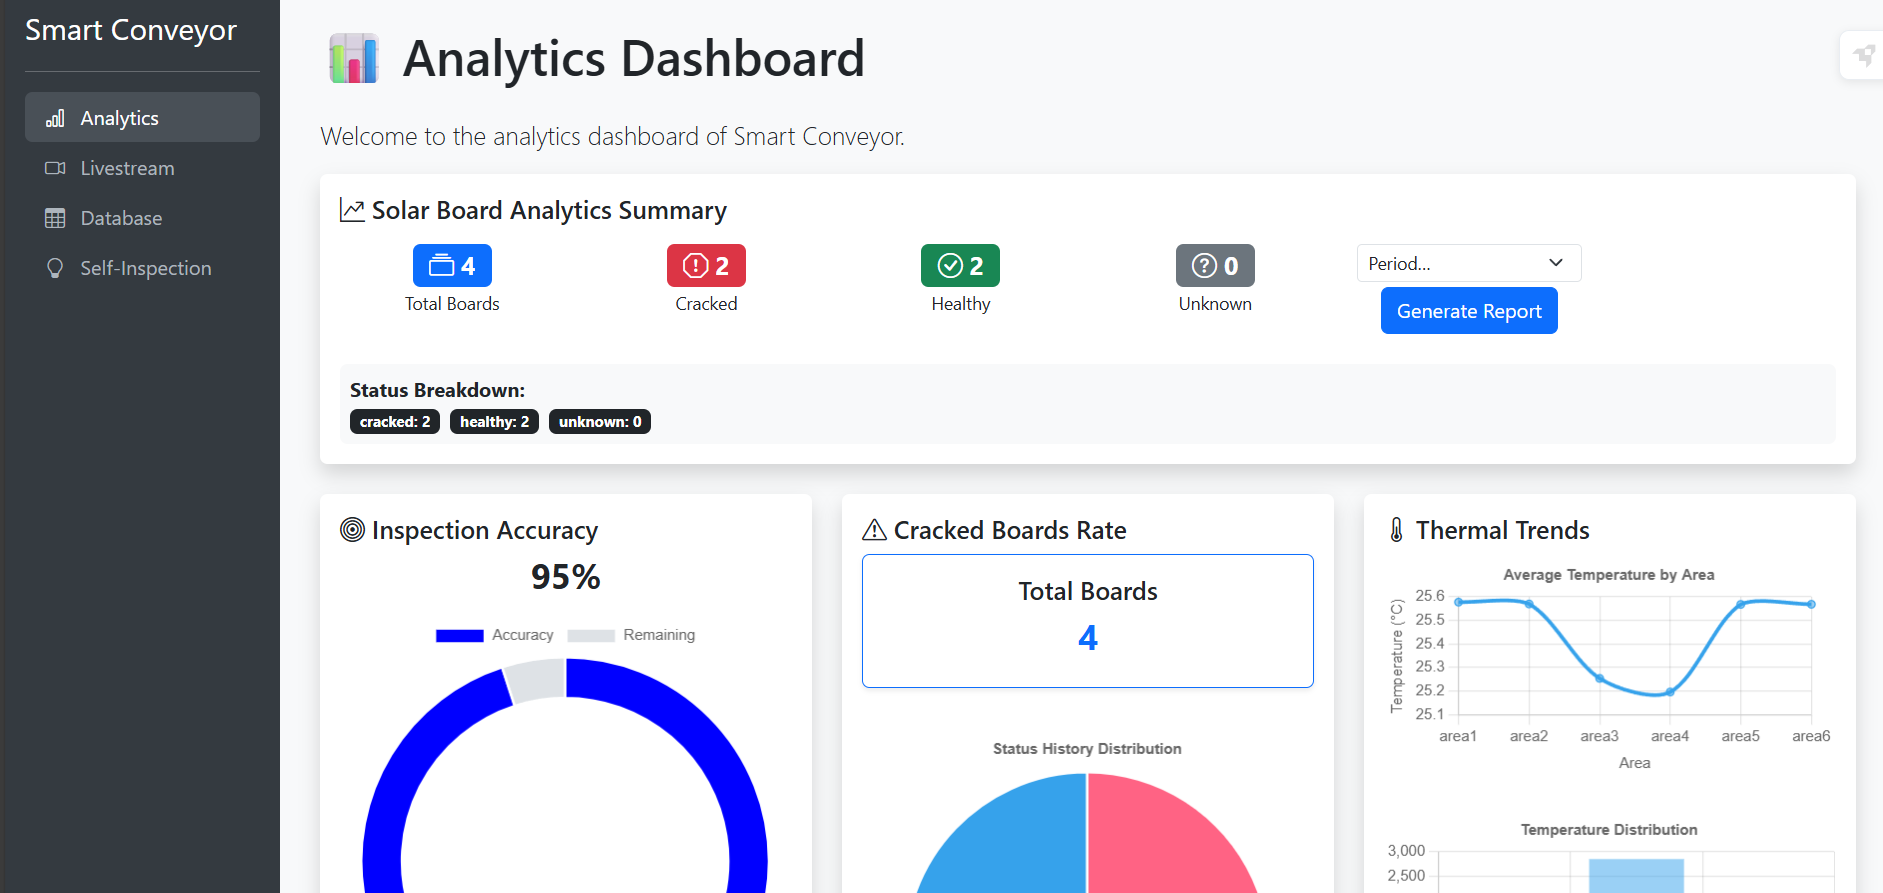 Smart Conveyor
Analytics
Livestream
Database
Self-Inspection
Analytics Dashboard
Welcome to the analytics dashboard of Smart Conveyor.
Solar Board Analytics Summary
4
Total Boards
2
Cracked
2
Healthy
0
Unknown
Period...
Generate Report
Status Breakdown:
cracked: 2 healthy: 2 unknown: 0
Inspection Accuracy
95%
Accuracy Remaining
Cracked Boards Rate
Total Boards
4
Status History Distribution
Thermal Trends
Average Temperature by Area
Temperature (°C)
25.6
25.5
25.4
25.3
25.2
25.1
area1 area2 area3 area4 area5 area6
Area
Temperature Distribution
3,000
2,500